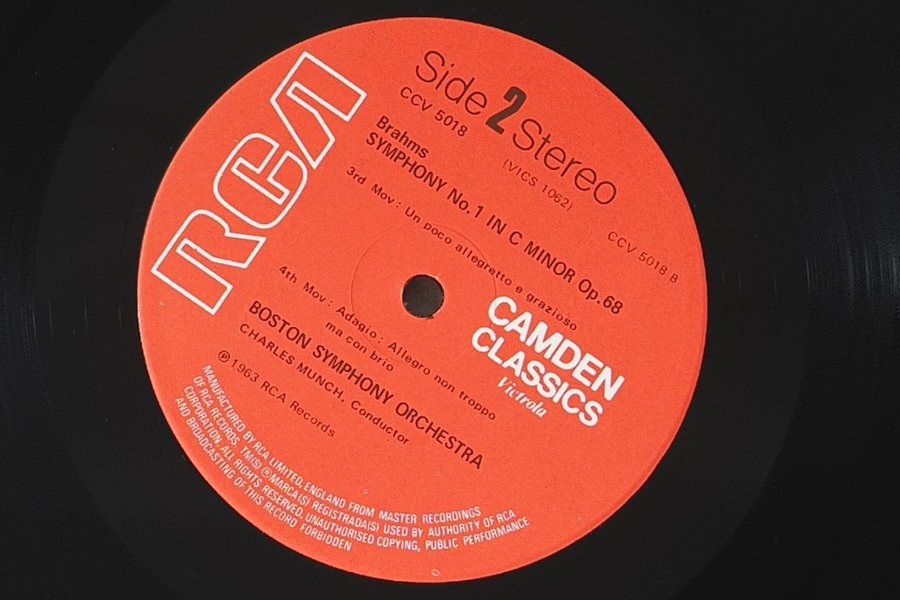 RCA
Side 2 Stereo
CCV 5018
(VICS 1062)
CCV 5018 B
Brahms
SYMPHONY No. 1 IN C MINOR Op. 68
3rd Mov : Un poco allegretto e grazioso
4th Mov : Adagio; Allegro non troppo
ma con brio
BOSTON SYMPHONY ORCHESTRA
CHARLES MUNCH, Conductor
℗ 1963 RCA Records
CAMDEN
CLASSICS
Victrola
MANUFACTURED BY RCA LIMITED, ENGLAND FROM MASTER RECORDINGS
OF RCA RECORDS. TM(S) ® MARCA(S) REGISTRADA(S) USED BY AUTHORITY OF RCA
CORPORATION. ALL RIGHTS RESERVED. UNAUTHORISED COPYING, PUBLIC PERFORMANCE
AND BROADCASTING OF THIS RECORD FORBIDDEN